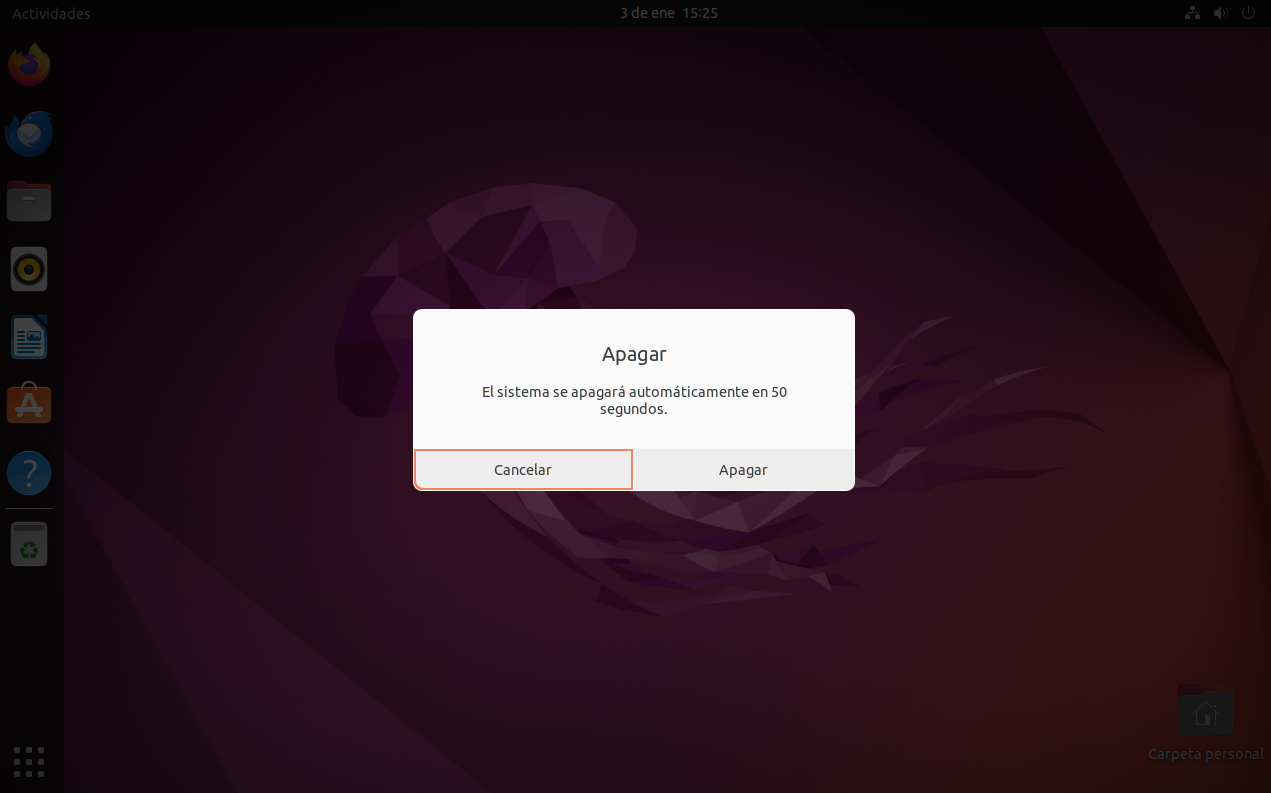 Actividades
3 de ene 15:25
Apagar
El sistema se apagará automáticamente en 50
segundos.
Cancelar
Apagar
?
Carpeta personal